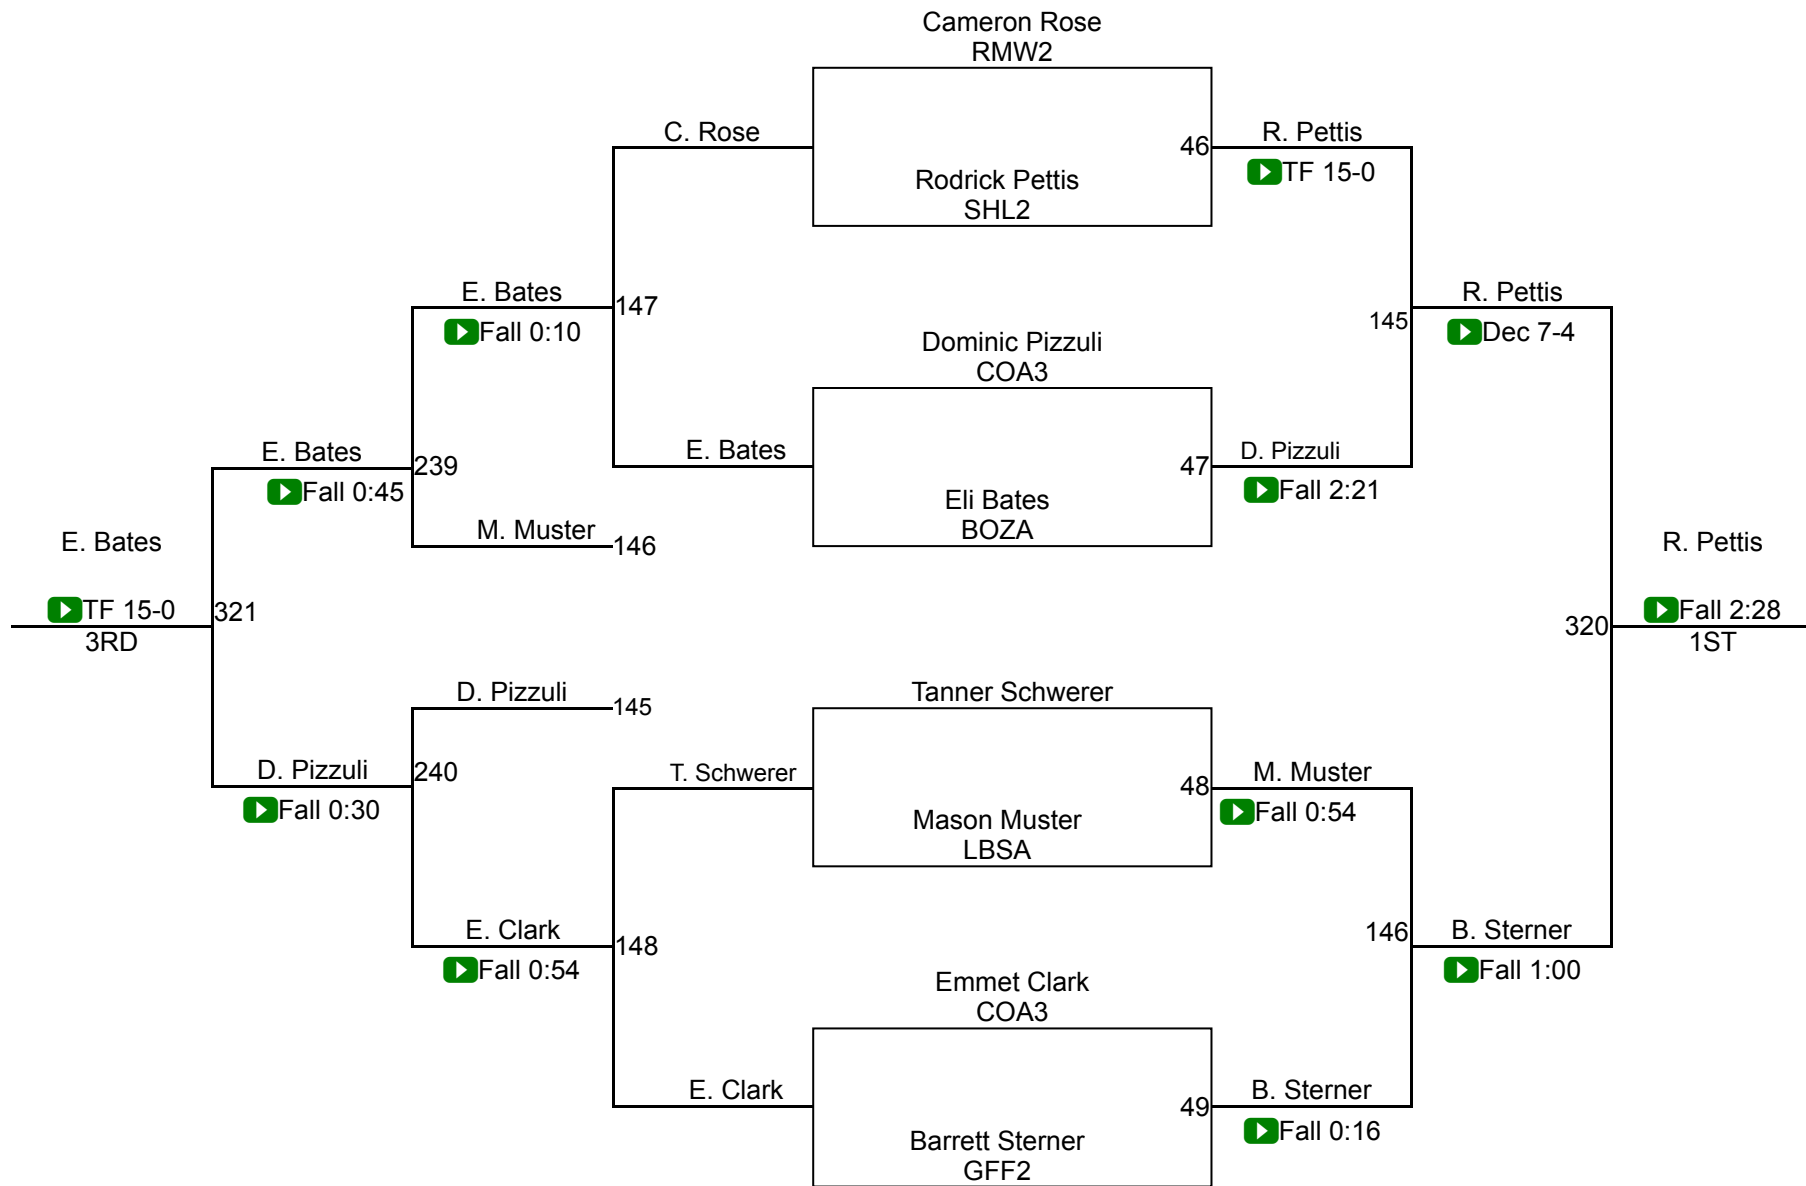 Cameron Rose
RMW2
C. Rose
46
R. Pettis
TF 15-0
Rodrick Pettis
SHL2
E. Bates
147
Fall 0:10
R. Pettis
145
Dec 7-4
Dominic Pizzuli
COA3
E. Bates
239
Fall 0:45
E. Bates
47
D. Pizzuli
Fall 2:21
Eli Bates
BOZA
M. Muster
146
E. Bates
TF 15-0
321
3RD
R. Pettis
320
Fall 2:28
1ST
D. Pizzuli
145
Tanner Schwerer
D. Pizzuli
240
Fall 0:30
T. Schwerer
48
M. Muster
Fall 0:54
Mason Muster
LBSA
E. Clark
148
Fall 0:54
146
B. Sterner
Fall 1:00
Emmet Clark
COA3
E. Clark
49
B. Sterner
Fall 0:16
Barrett Sterner
GFF2